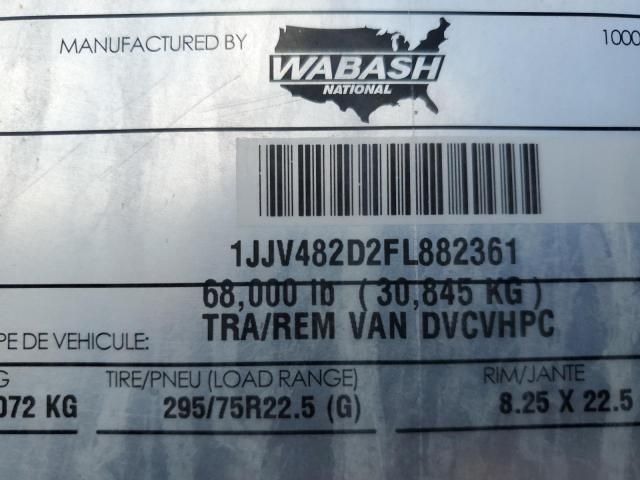 MANUFACTURED BY
WABASH
NATIONAL
1000
1JJV482D2FL882361
68,000 lb ( 30,845 KG )
PE DE VEHICULE: TRA/REM VAN DVCVHPC
G TIRE/PNEU (LOAD RANGE) RIM/JANTE
072 KG 295/75R22.5 (G) 8.25 X 22.5